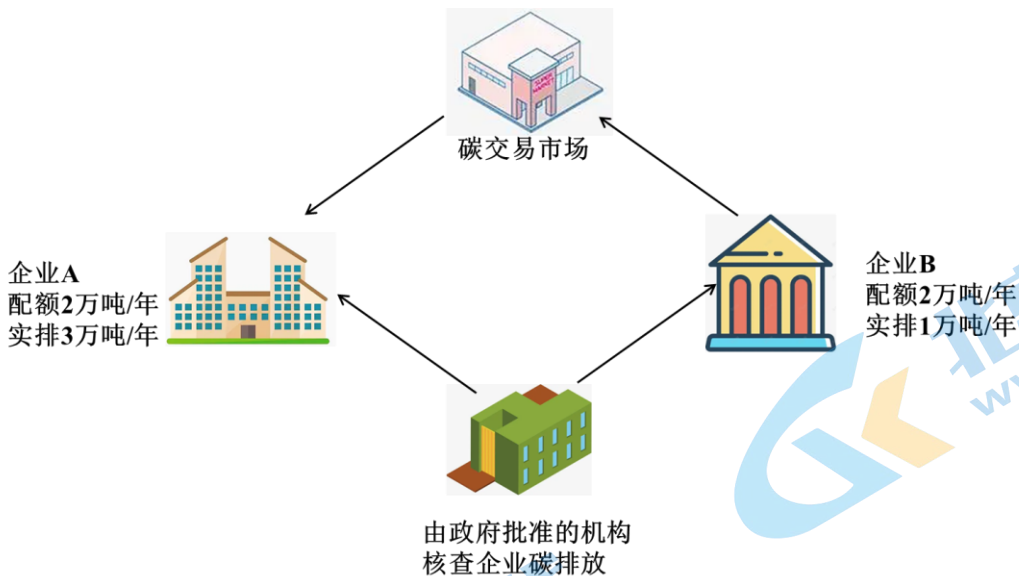 SUPER
MARKET
碳交易市场
企业A
配额2万吨/年
实排3万吨/年
企业B
配额2万吨/年
实排1万吨/年
由政府批准的机构
核查企业碳排放